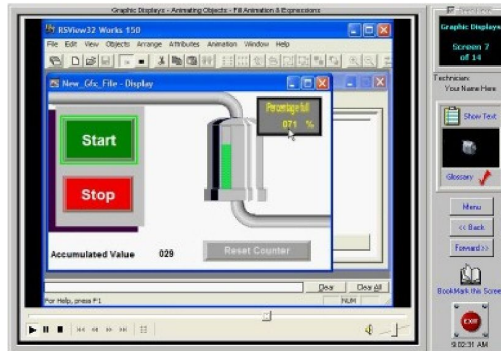 Graphic Displays - Animating Objects - Fill Animation & Expressions
RSView32 Works 150
File Edit View Objects Arrange Attributes Animation Window Help
New_Gfx_File - Display
Percentage full
071 %
Start
Stop
Accumulated Value 029
Reset Counter
Clear Clear All
For Help, press F1
NUM
Graphic Displays
Screen 7
of 14
Technician:
Your Name Here
Show Text
Glossary
Menu
<< Back
Forward >>
BookMark this Scree
EXIT
9:02:31 AM